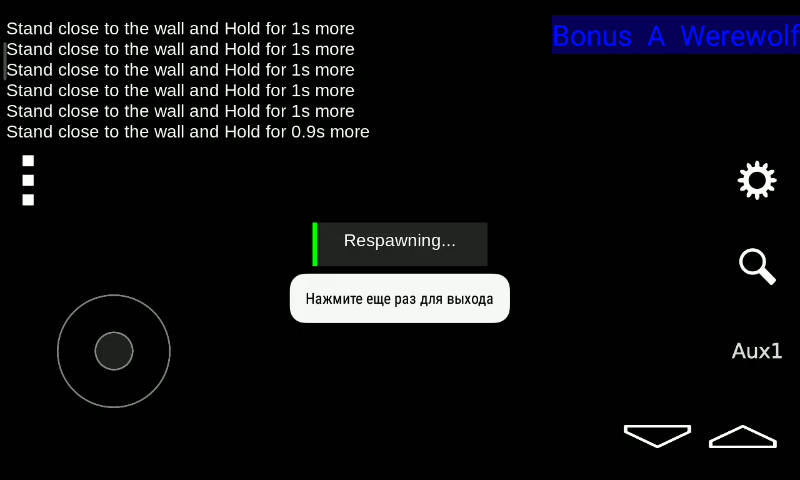 Stand close to the wall and Hold for 1s more
Bonus A Werewolf
Stand close to the wall and Hold for 1s more
Stand close to the wall and Hold for 1s more
Stand close to the wall and Hold for 1s more
Stand close to the wall and Hold for 1s more
Stand close to the wall and Hold for 0.9s more
Respawning...
Нажмите еще раз для выхода
Aux1